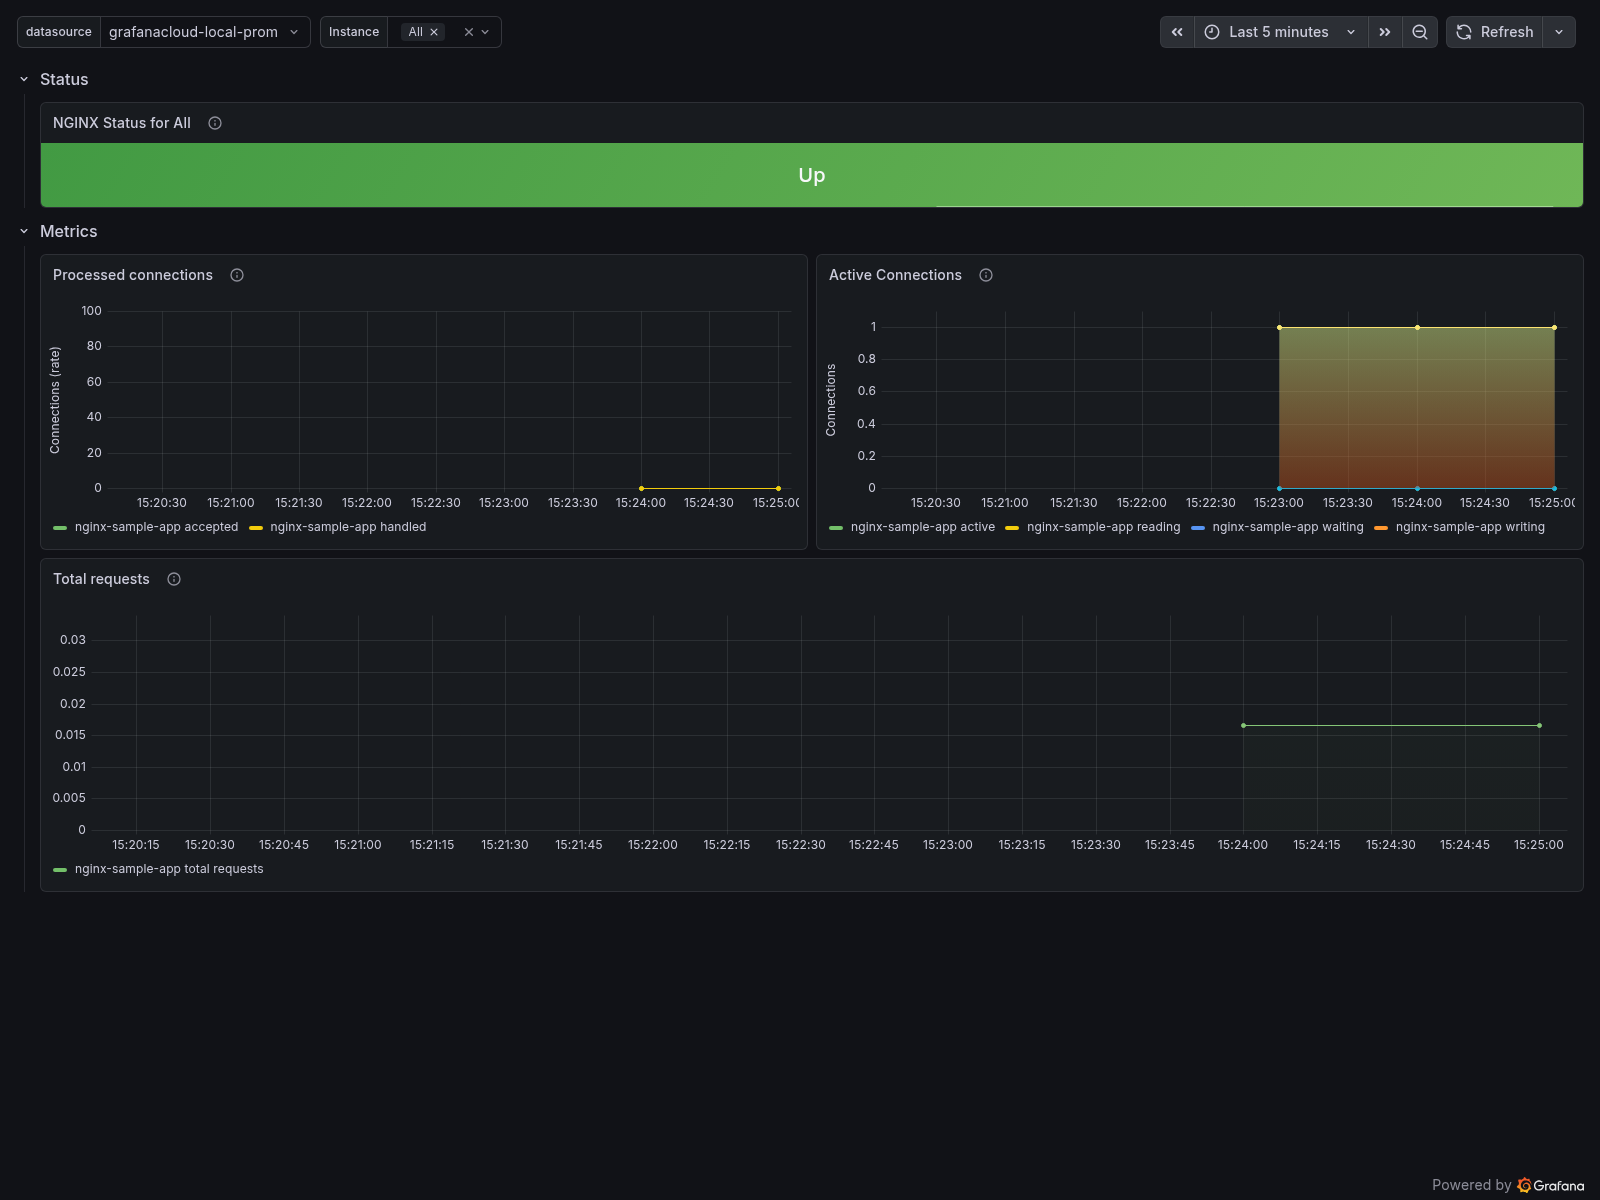 datasource grafanacloud-local-prom Instance All Last 5 minutes Refresh
Status
NGINX Status for All
Up
Metrics
Processed connections
Connections (rate)
100
80
60
40
20
0
15:20:30 15:21:00 15:21:30 15:22:00 15:22:30 15:23:00 15:23:30 15:24:00 15:24:30 15:25:00
nginx-sample-app accepted nginx-sample-app handled
Active Connections
Connections
1
0.8
0.6
0.4
0.2
0
15:20:30 15:21:00 15:21:30 15:22:00 15:22:30 15:23:00 15:23:30 15:24:00 15:24:30 15:25:00
nginx-sample-app active nginx-sample-app reading nginx-sample-app waiting nginx-sample-app writing
Total requests
0.03
0.025
0.02
0.015
0.01
0.005
0
15:20:15 15:20:30 15:20:45 15:21:00 15:21:15 15:21:30 15:21:45 15:22:00 15:22:15 15:22:30 15:22:45 15:23:00 15:23:15 15:23:30 15:23:45 15:24:00 15:24:15 15:24:30 15:24:45 15:25:00
nginx-sample-app total requests
Powered by Grafana